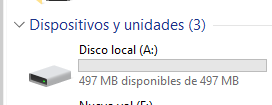 Dispositivos y unidades (3)
Disco local (A:)
497 MB disponibles de 497 MB